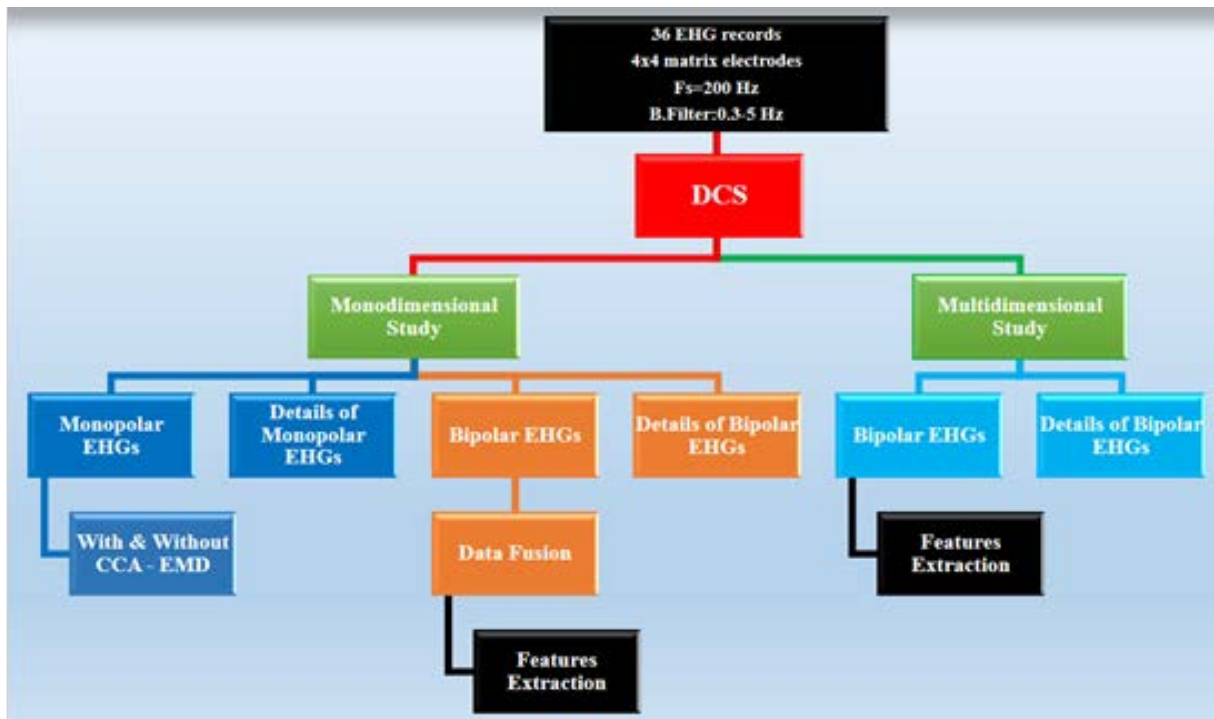 36 EHG records
4x4 matrix electrodes
Fs=200 Hz
B.Filter:0.3-5 Hz
DCS
Monodimensional
Study
Multidimensional
Study
Monopolar
EHGs
Details of
Monopolar
EHGs
Bipolar EHGs
Details of Bipolar
EHGs
Bipolar EHGs
Details of Bipolar
EHGs
With & Without
CCA - EMD
Data Fusion
Features
Extraction
Features
Extraction